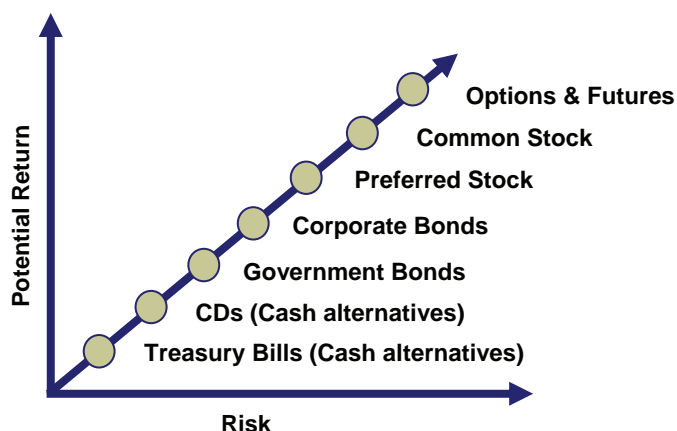 Potential Return
Options & Futures
Common Stock
Preferred Stock
Corporate Bonds
Government Bonds
CDs (Cash alternatives)
Treasury Bills (Cash alternatives)
Risk